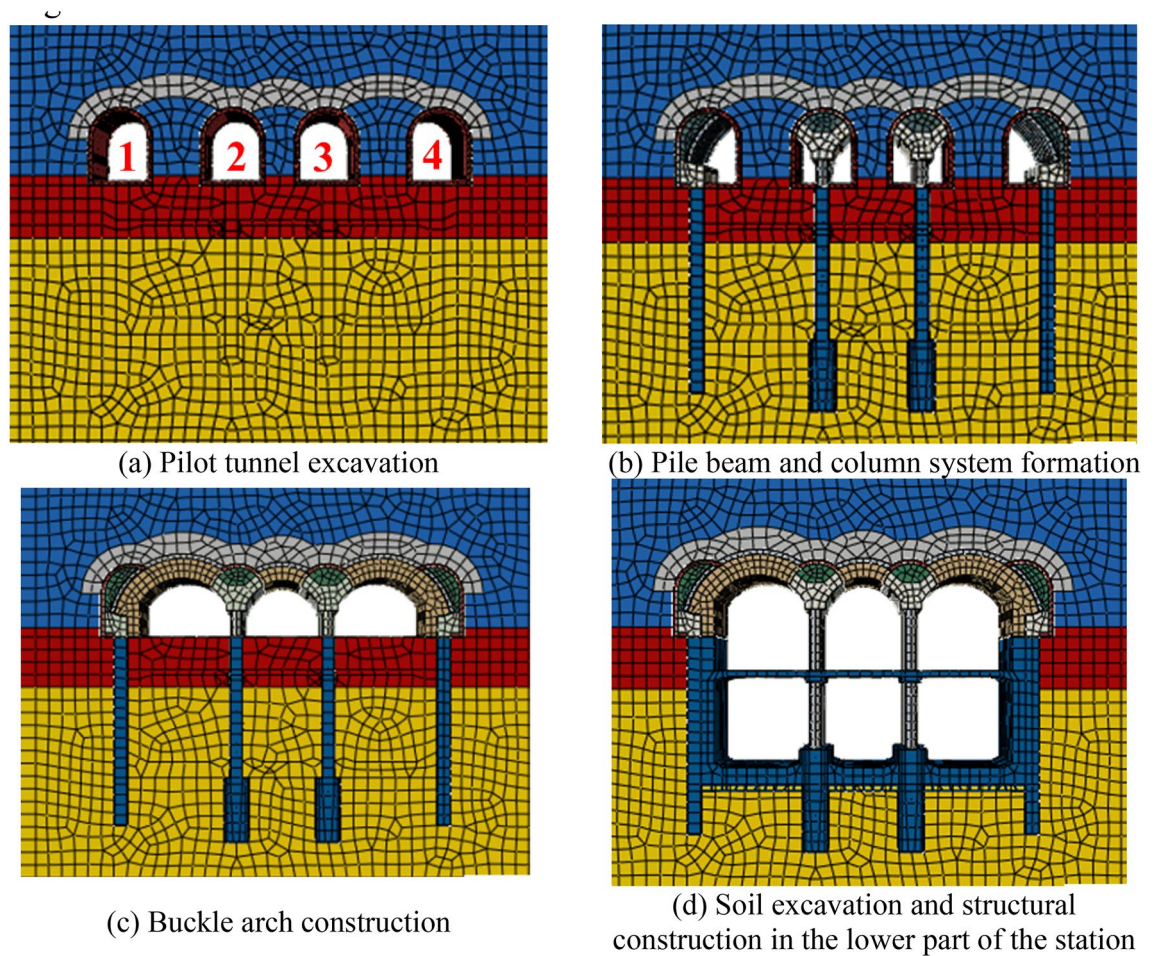 1 2 3 4
(a) Pilot tunnel excavation
(b) Pile beam and column system formation
(c) Buckle arch construction
(d) Soil excavation and structural
construction in the lower part of the station